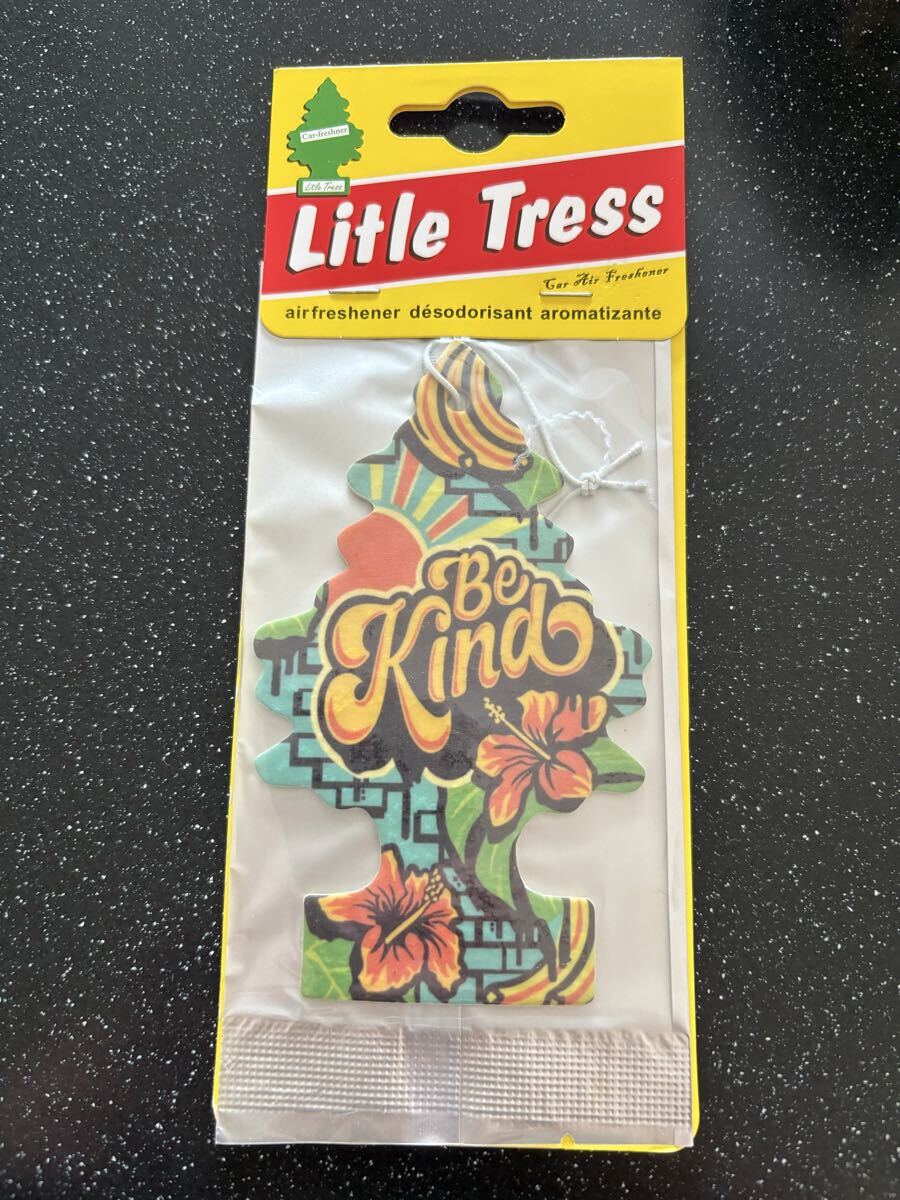 Car-freshner
Litle Tress
Litle Tress
Car Air Freshener
airfreshener désodorisant aromatizante
Be
Kind